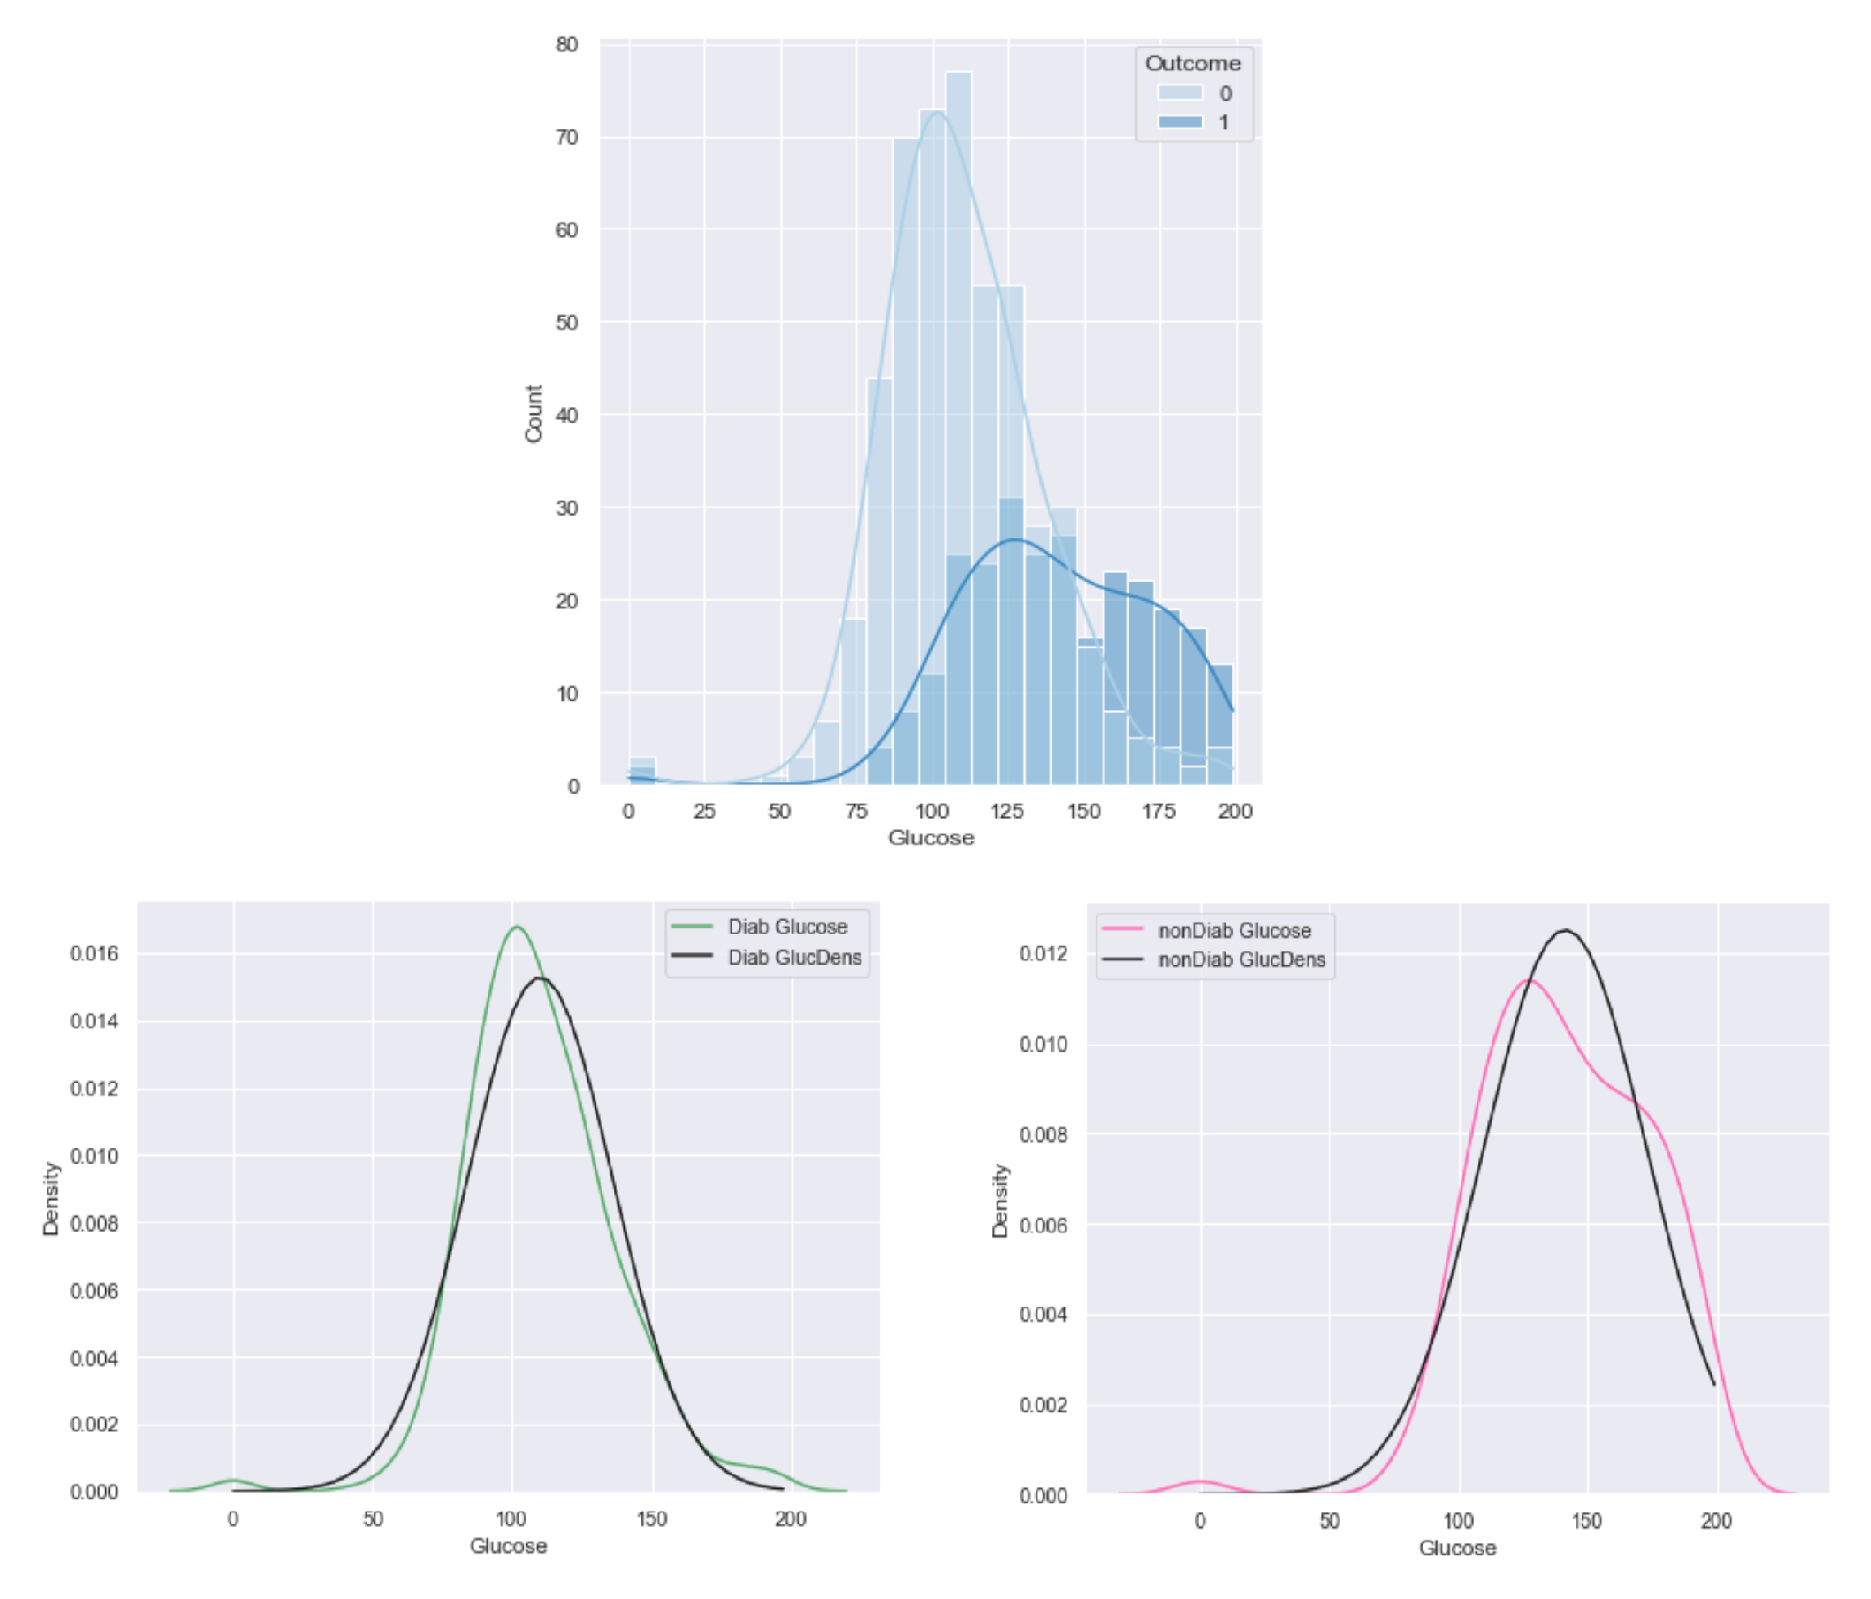 80
70
60
50
40
30
20
10
0
Count
Outcome
0
1
0 25 50 75 100 125 150 175 200
Glucose
Diab Glucose
Diab GlucDens
0.016
0.014
0.012
0.010
0.008
0.006
0.004
0.002
0.000
Density
0 50 100 150 200
Glucose
nonDiab Glucose
nonDiab GlucDens
0.012
0.010
0.008
0.006
0.004
0.002
0.000
Density
0 50 100 150 200
Glucose